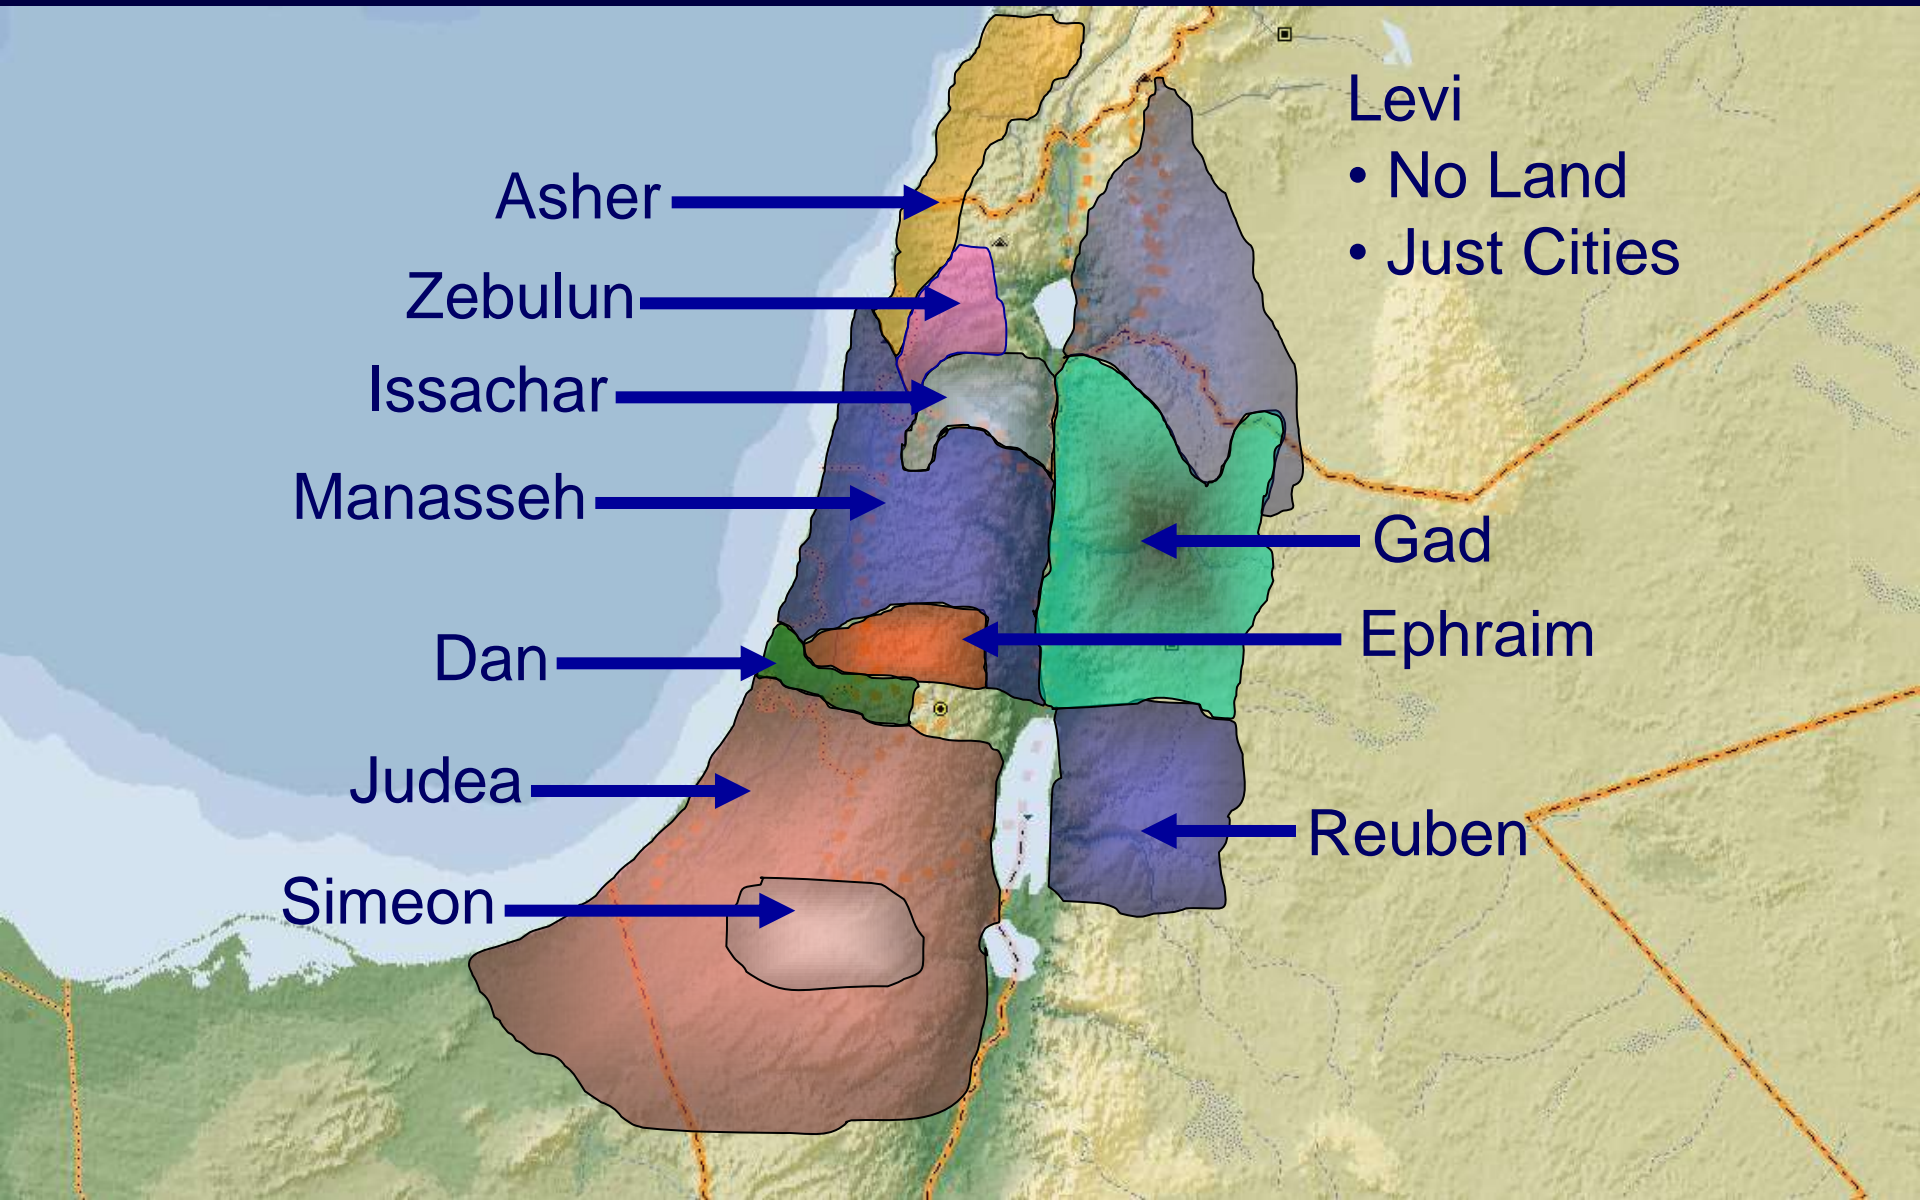 Levi
• No Land
• Just Cities
Asher
Zebulun
Issachar
Manasseh
Gad
Ephraim
Dan
Judea
Reuben
Simeon